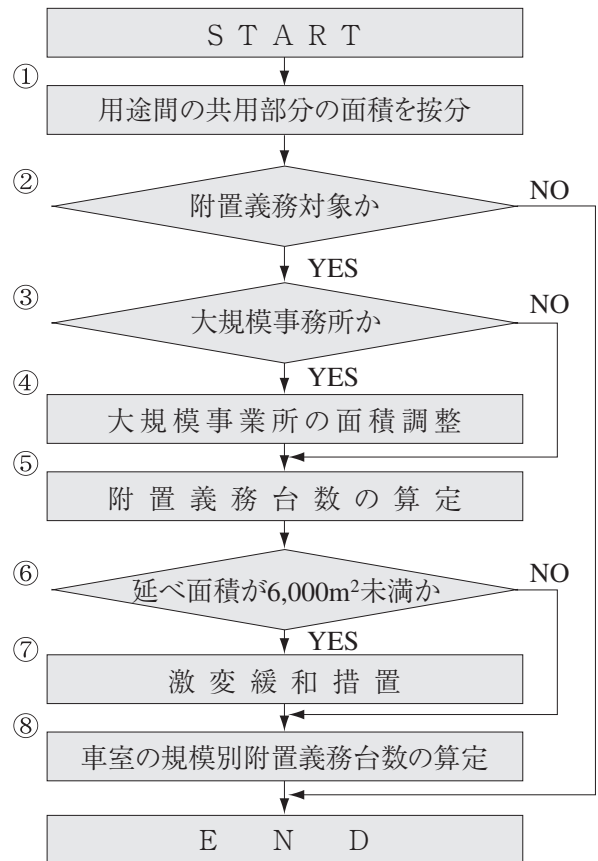 START
①
用途間の共用部分の面積を按分
②
附置義務対象か
NO
YES
③
大規模事務所か
NO
YES
④
大規模事業所の面積調整
⑤
附置義務台数の算定
⑥
延べ面積が6,000m²未満か
NO
YES
⑦
激変緩和措置
⑧
車室の規模別附置義務台数の算定
END